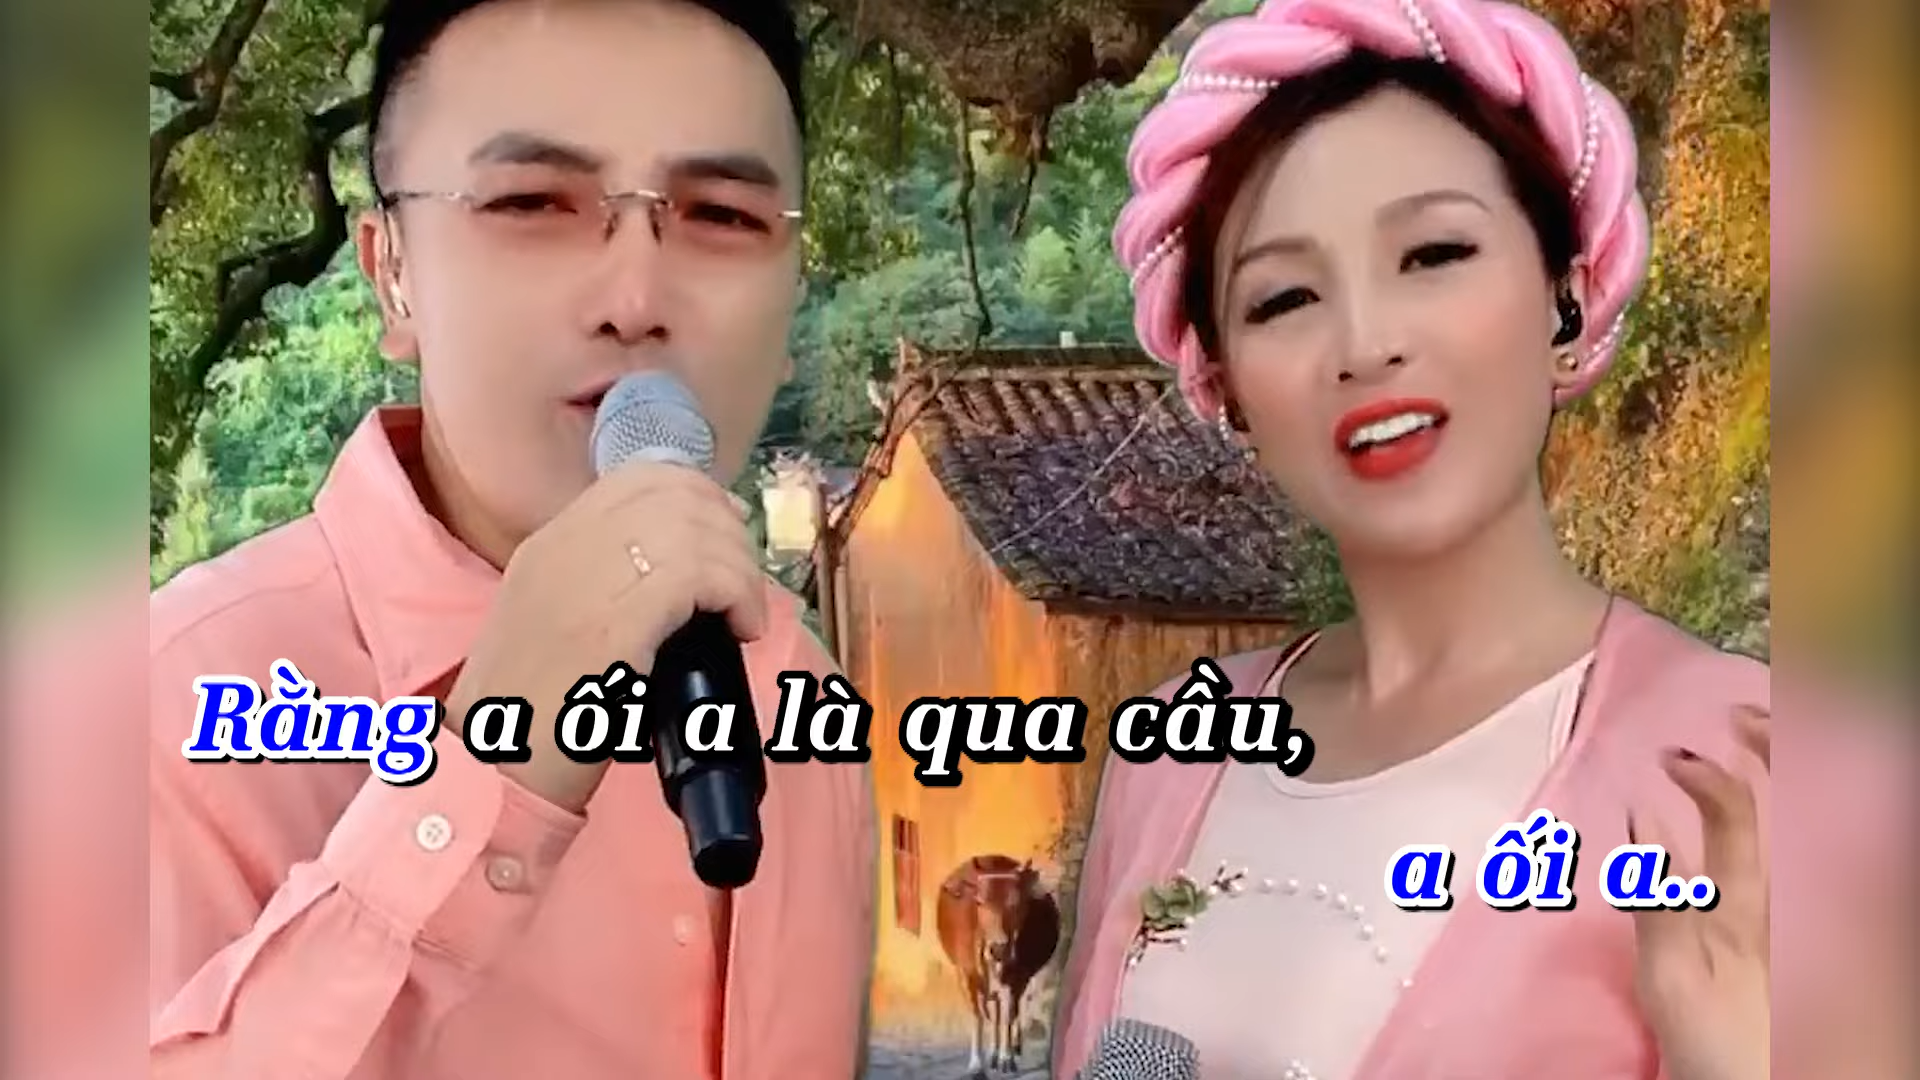 Rằng a ối a là qua cầu,
a ối a..